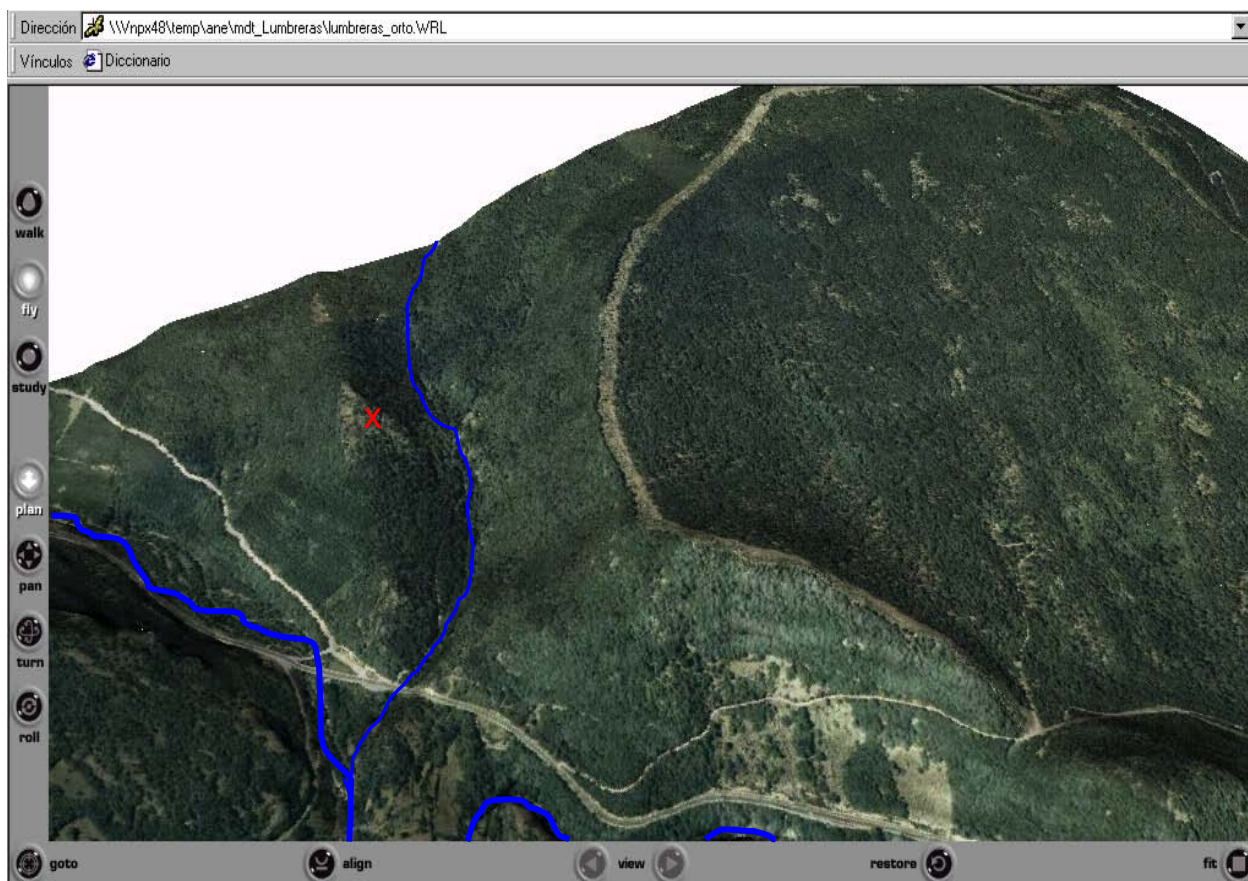 Dirección \\Vnpx48\temp\ane\mdt_Lumbreras\lumbreras_orto.WRL
Vínculos Diccionario
walk
fly
study
X
plan
pan
turn
roll
goto align view restore fit